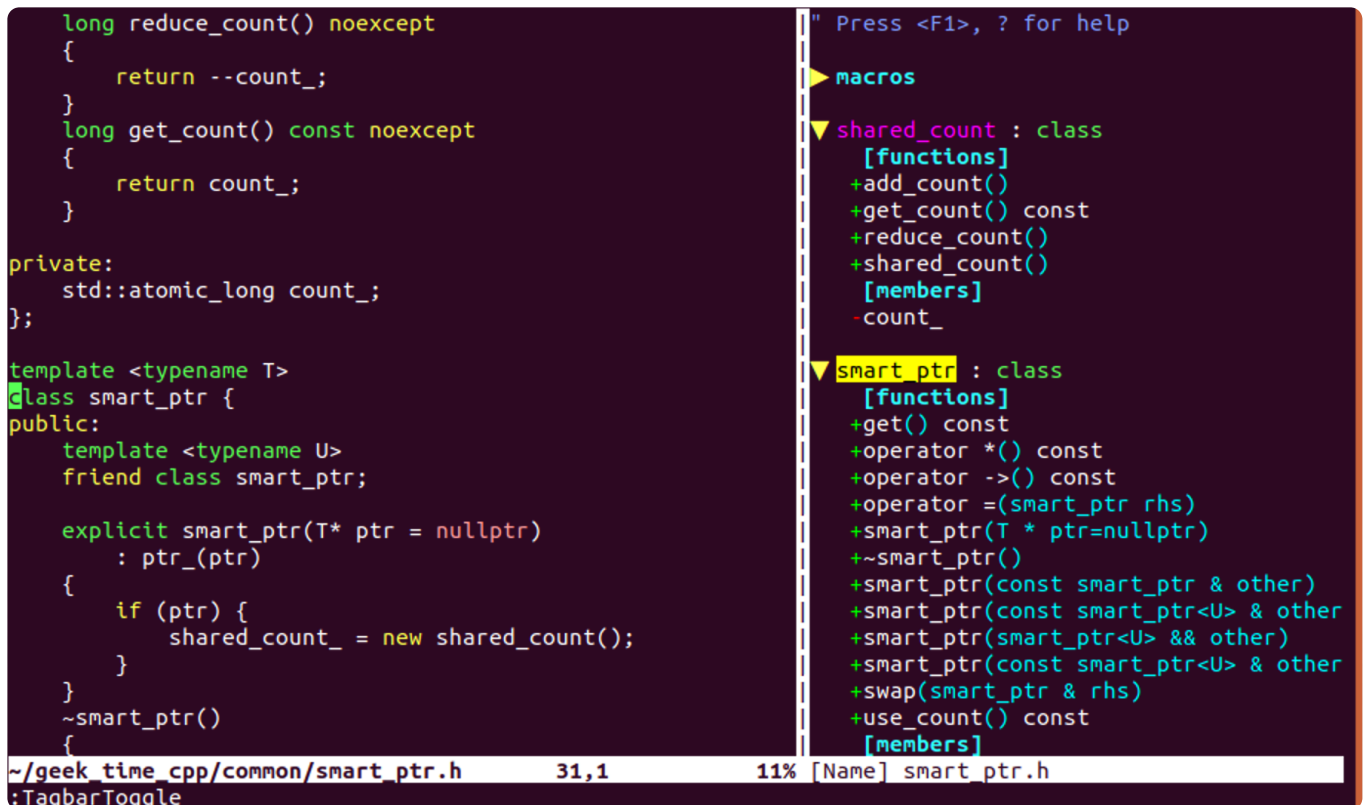 long reduce_count() noexcept
    {
        return --count_;
    }
    long get_count() const noexcept
    {
        return count_;
    }

private:
    std::atomic_long count_;
};

template <typename T>
class smart_ptr {
public:
    template <typename U>
    friend class smart_ptr;

    explicit smart_ptr(T* ptr = nullptr)
        : ptr_(ptr)
    {
        if (ptr) {
            shared_count_ = new shared_count();
        }
    }
    ~smart_ptr()
    {
~/geek_time_cpp/common/smart_ptr.h 31,1 11%
" Press <F1>, ? for help
▶ macros
▼ shared_count : class
    [functions]
   +add_count()
   +get_count() const
   +reduce_count()
   +shared_count()
    [members]
   -count_
▼ smart_ptr : class
    [functions]
   +get() const
   +operator *() const
   +operator ->() const
   +operator =(smart_ptr rhs)
   +smart_ptr(T * ptr=nullptr)
   +~smart_ptr()
   +smart_ptr(const smart_ptr & other)
   +smart_ptr(const smart_ptr<U> & other
   +smart_ptr(smart_ptr<U> && other)
   +smart_ptr(const smart_ptr<U> & other
   +swap(smart_ptr & rhs)
   +use_count() const
    [members]
[Name] smart_ptr.h
:TagbarToggle